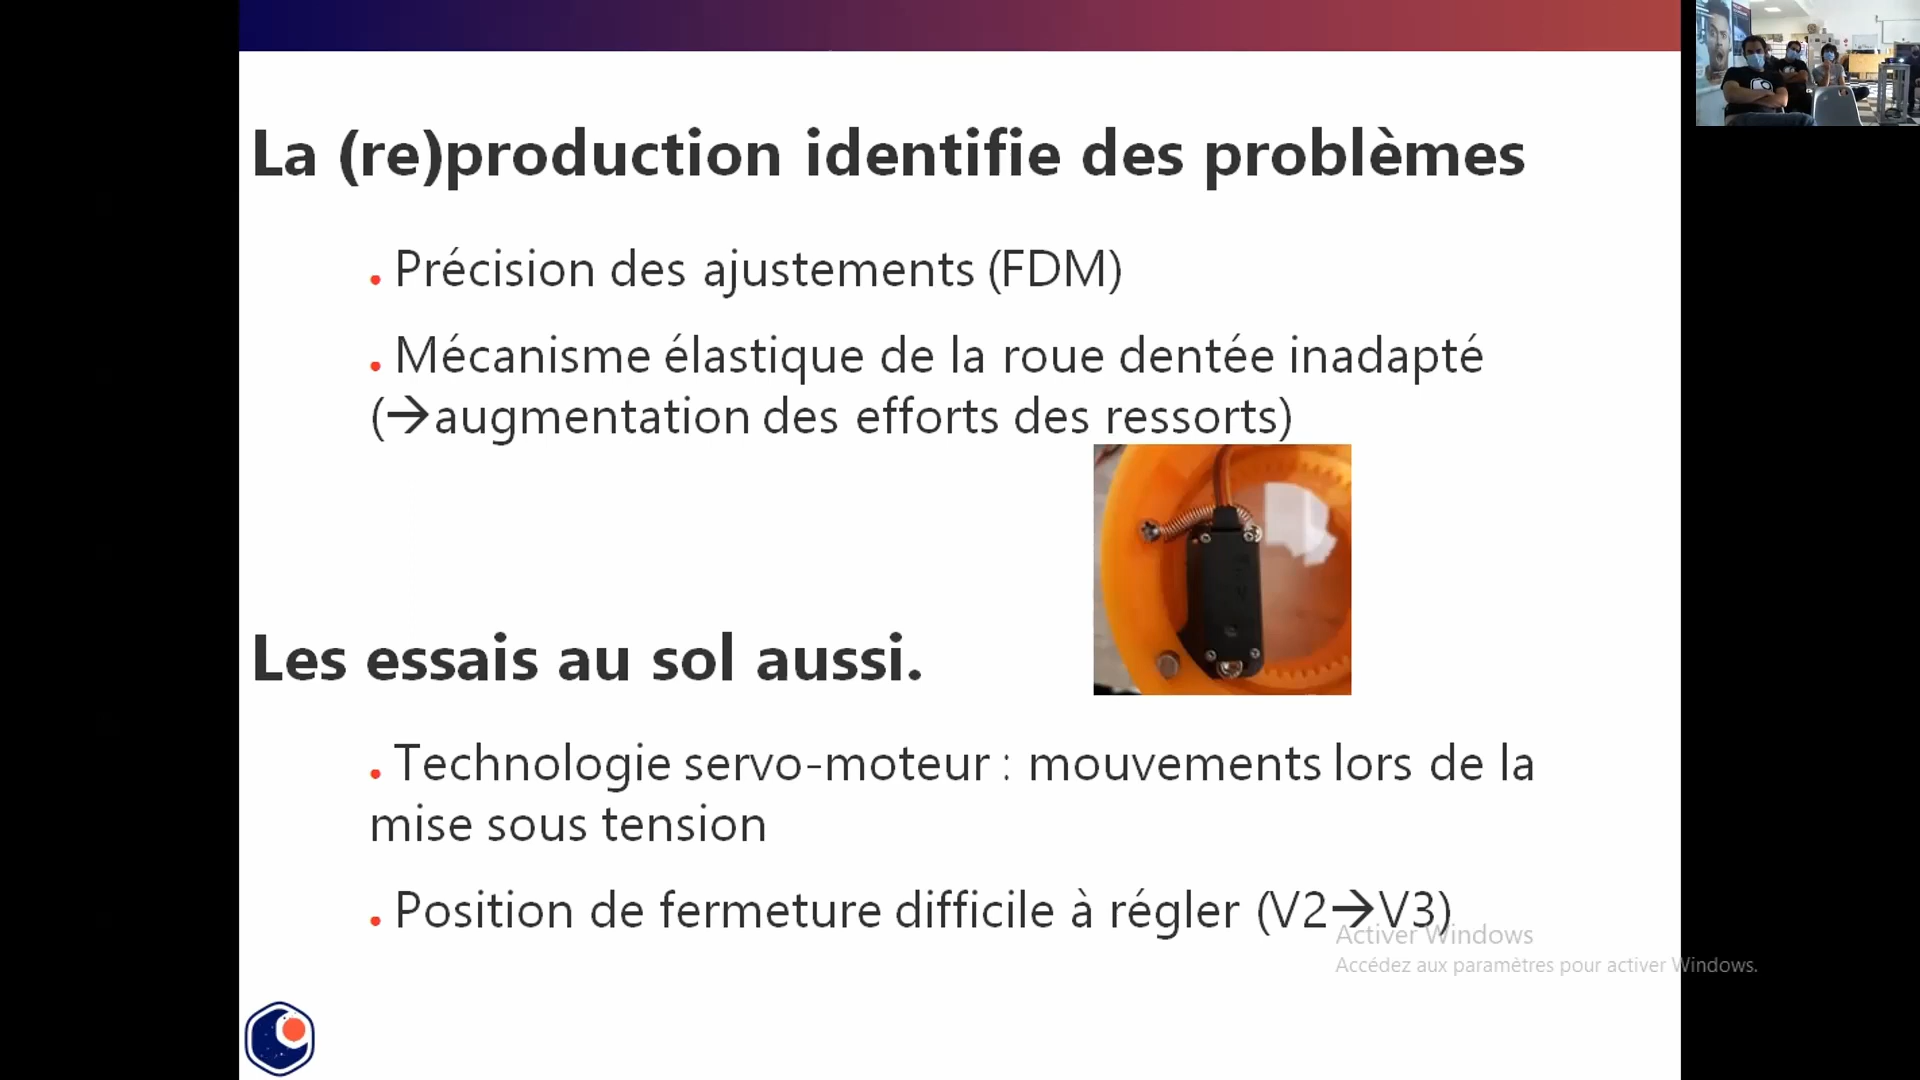 La (re)production identifie des problèmes
. Précision des ajustements (FDM)
. Mécanisme élastique de la roue dentée inadapté
(→augmentation des efforts des ressorts)
Les essais au sol aussi.
. Technologie servo-moteur : mouvements lors de la
mise sous tension
. Position de fermeture difficile à régler (V2→V3)
Activer Windows
Accédez aux paramètres pour activer Windows.